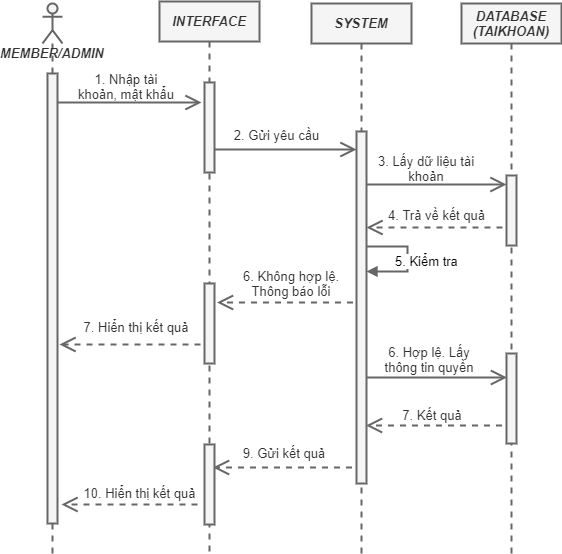 MEMBER/ADMIN
INTERFACE
SYSTEM
DATABASE
(TAIKHOAN)
1. Nhập tài
khoản, mật khẩu
2. Gửi yêu cầu
3. Lấy dữ liệu tài
khoản
4. Trả về kết quả
5. Kiểm tra
6. Không hợp lệ.
Thông báo lỗi
7. Hiển thị kết quả
6. Hợp lệ. Lấy
thông tin quyền
7. Kết quả
9. Gửi kết quả
10. Hiển thị kết quả